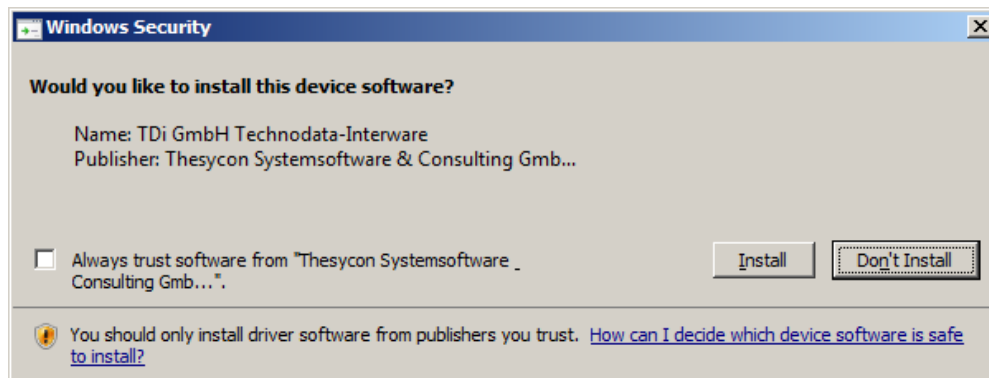 Windows Security
Would you like to install this device software?
Name: TDi GmbH Technodata-Interware
Publisher: Thesycon Systemsoftware & Consulting Gmb...
Always trust software from "Thesycon Systemsoftware _
Consulting Gmb...".
Install
Don't Install
You should only install driver software from publishers you trust. How can I decide which device software is safe
to install?